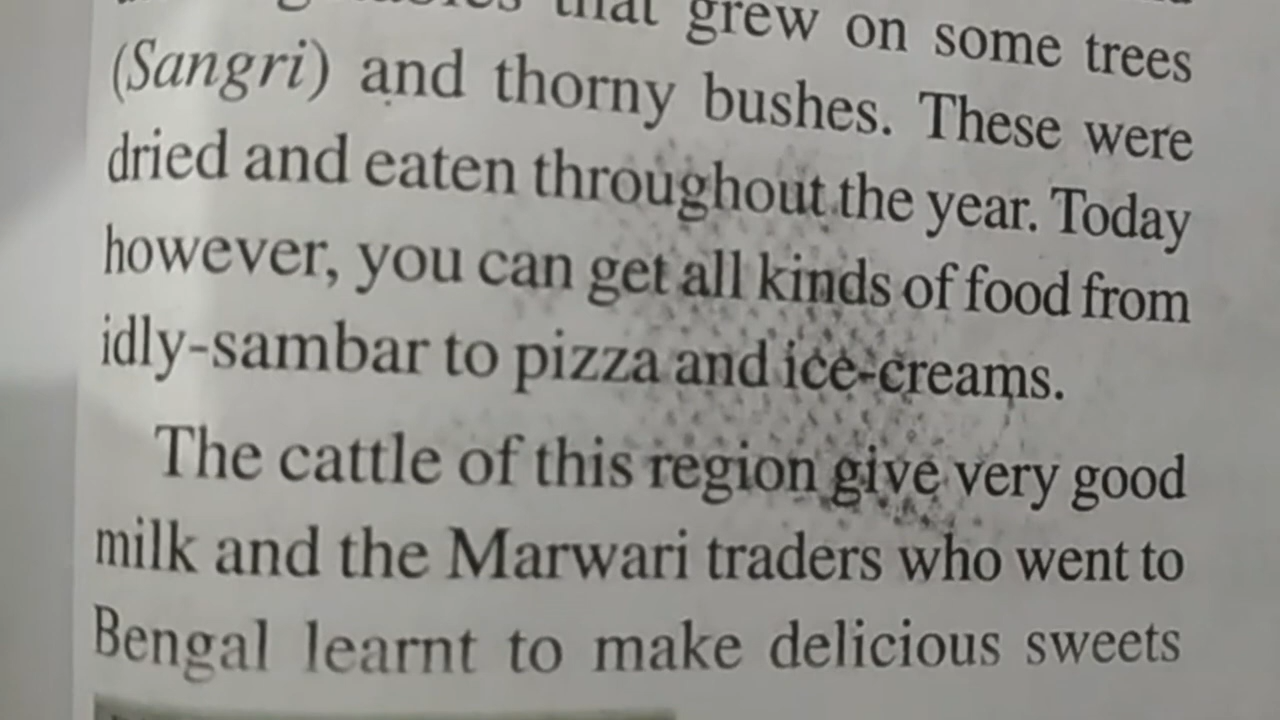 that grew on some trees
(Sangri) and thorny bushes. These were
dried and eaten throughout the year. Today
however, you can get all kinds of food from
idly-sambar to pizza and ice-creams.
The cattle of this region give very good
milk and the Marwari traders who went to
Bengal learnt to make delicious sweets